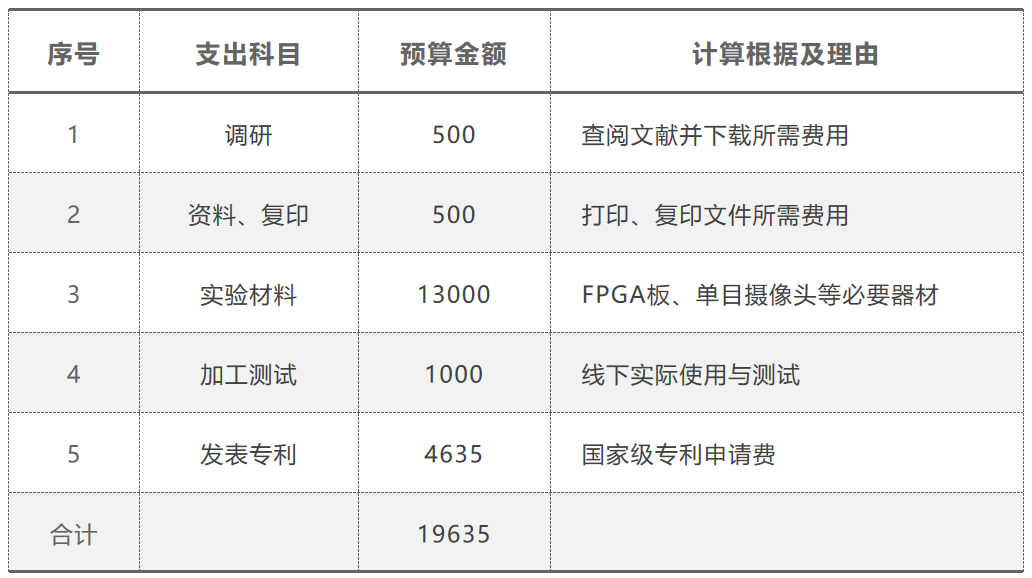 序号 支出科目 预算金额 计算根据及理由
1 调研 500 查阅文献并下载所需费用
2 资料、复印 500 打印、复印文件所需费用
3 实验材料 13000 FPGA板、单目摄像头等必要器材
4 加工测试 1000 线下实际使用与测试
5 发表专利 4635 国家级专利申请费
合计 19635